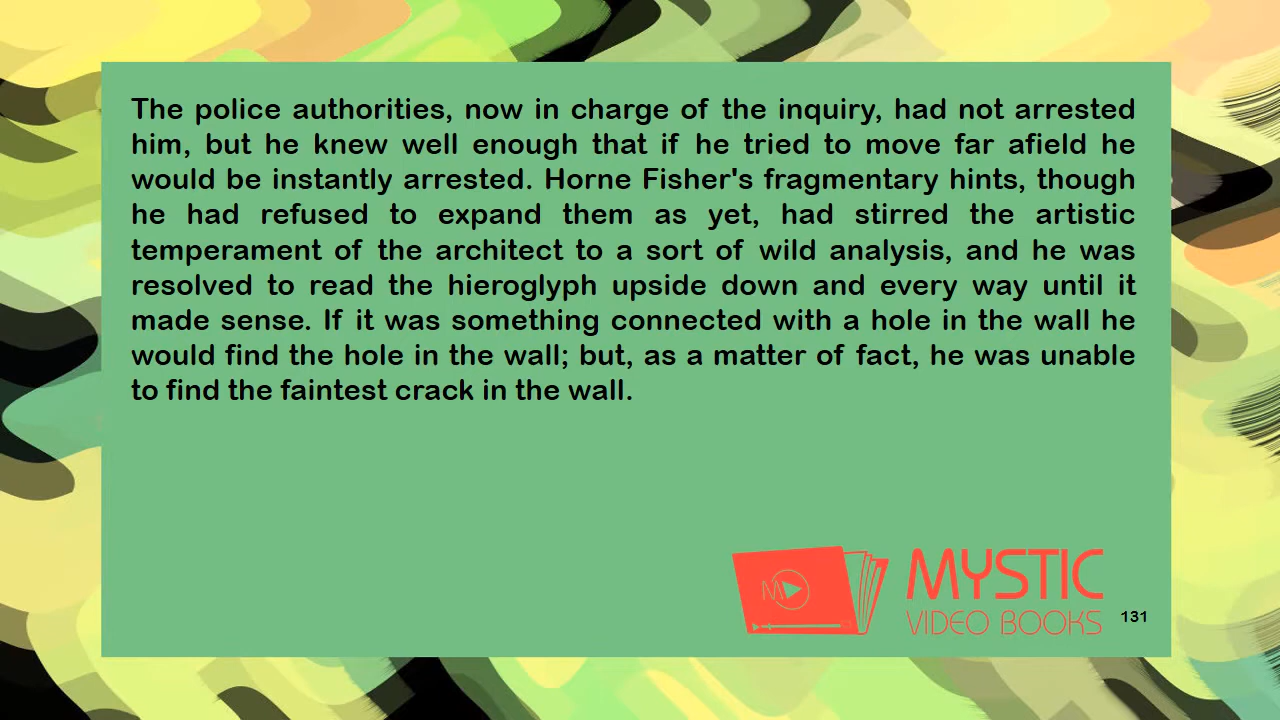 The police authorities, now in charge of the inquiry, had not arrested
him, but he knew well enough that if he tried to move far afield he
would be instantly arrested. Horne Fisher's fragmentary hints, though
he had refused to expand them as yet, had stirred the artistic
temperament of the architect to a sort of wild analysis, and he was
resolved to read the hieroglyph upside down and every way until it
made sense. If it was something connected with a hole in the wall he
would find the hole in the wall; but, as a matter of fact, he was unable
to find the faintest crack in the wall.
M
MYSTIC
VIDEO BOOKS
131